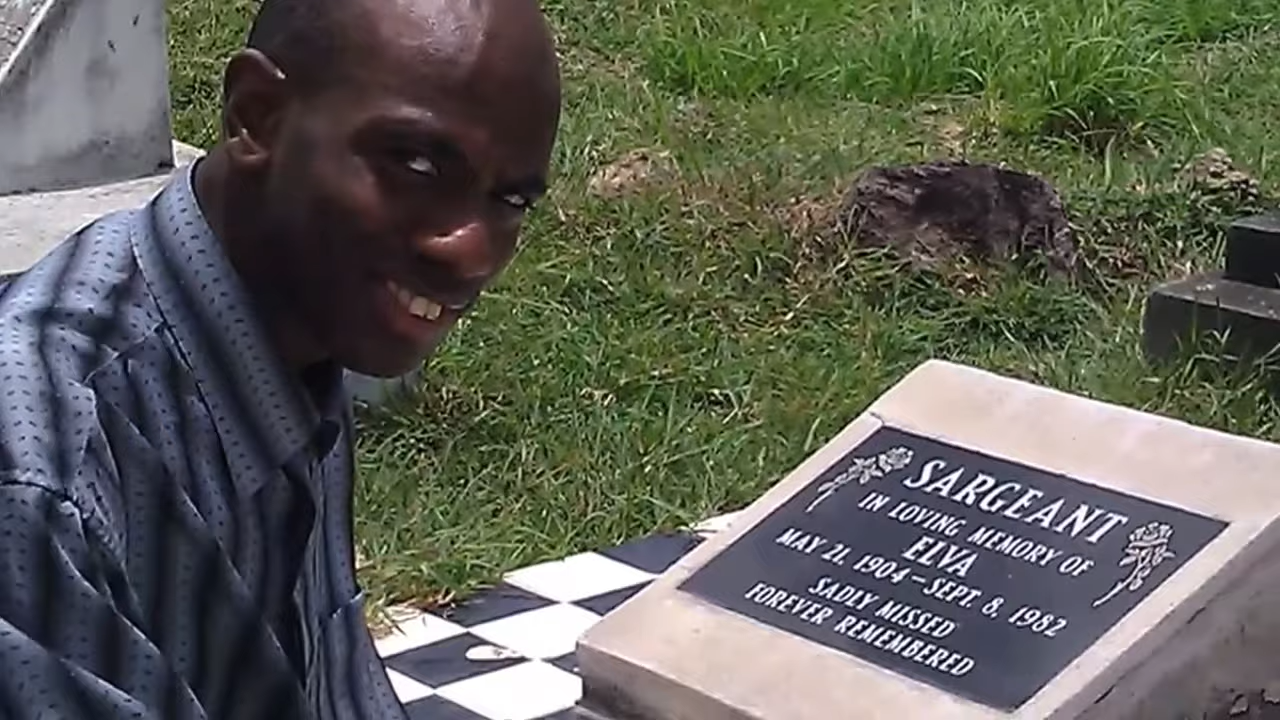 SARGEANT
IN LOVING MEMORY OF
ELVA
MAY 21, 1904-SEPT. 8, 1982
SADLY MISSED
FOREVER REMEMBERED